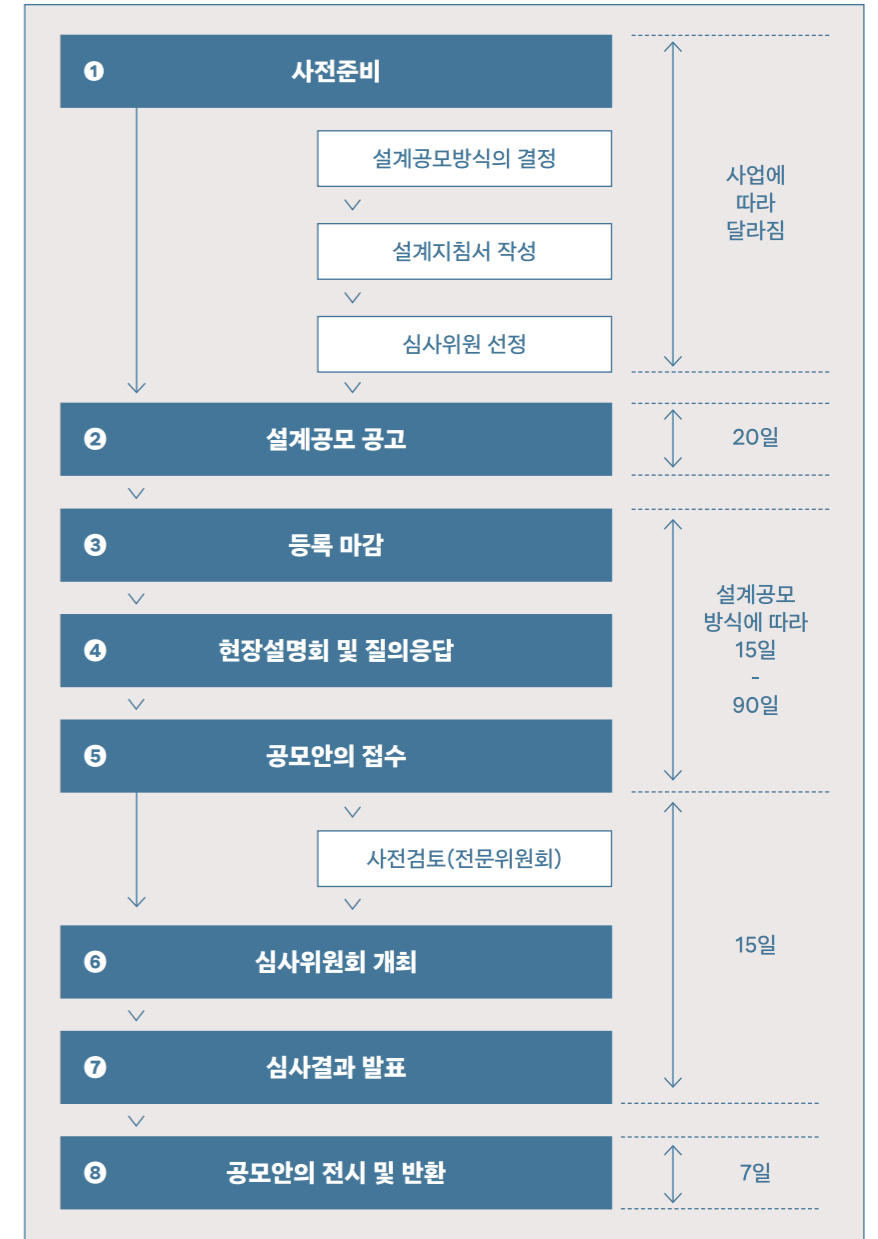 ❶ 사전준비
설계공모방식의 결정
설계지침서 작성
심사위원 선정
사업에
따라
달라짐
❷ 설계공모 공고
20일
❸ 등록 마감
❹ 현장설명회 및 질의응답
❺ 공모안의 접수
설계공모
방식에 따라
15일
-
90일
사전검토(전문위원회)
❻ 심사위원회 개최
❼ 심사결과 발표
15일
❽ 공모안의 전시 및 반환
7일